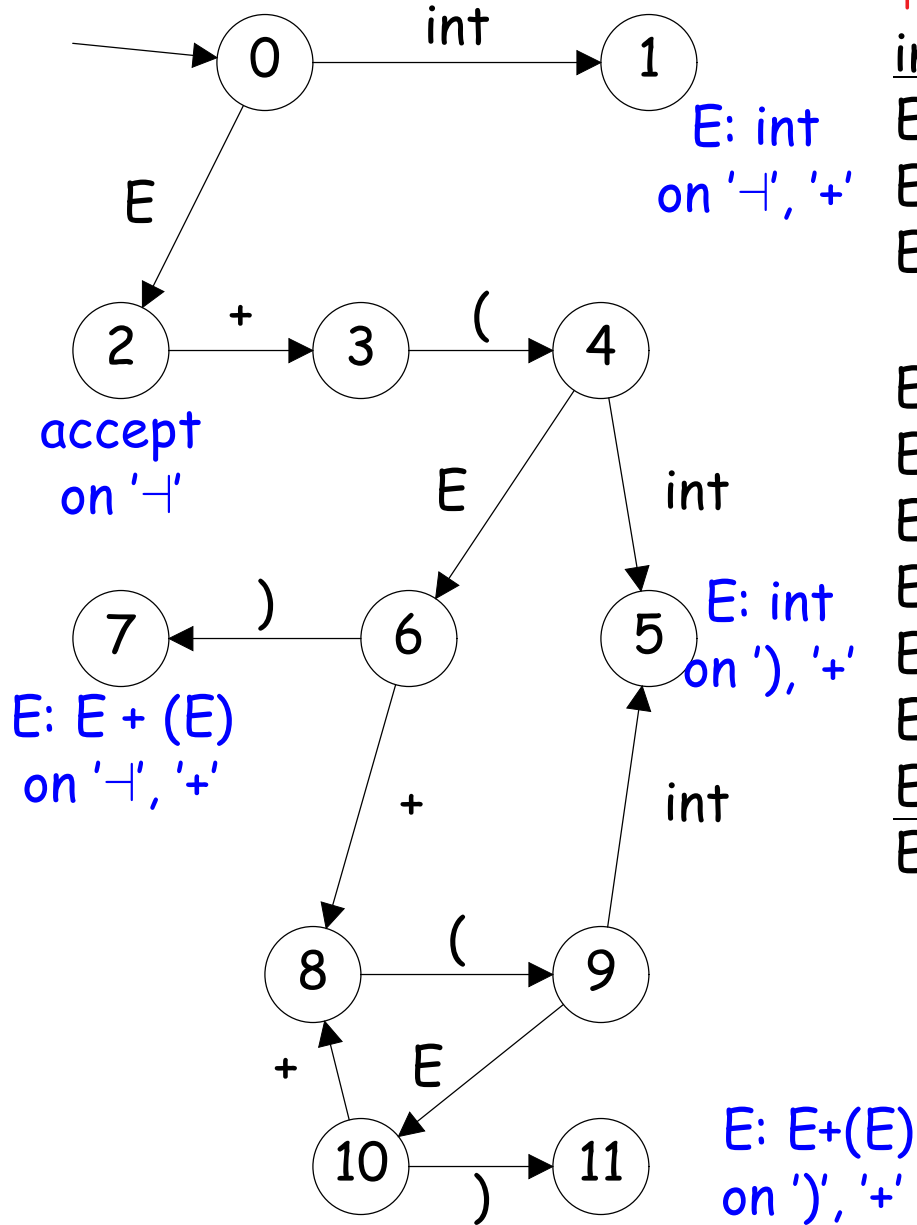 int
0
1
E: int
on '⊣', '+'
E
+
(
2
3
4
accept
on '⊣'
E
int
)
7
6
5
E: int
on '), '+'
E: E + (E)
on '⊣', '+'
+
int
(
8
9
+
E
10
11
)
E: E+(E)
on ')', '+'
E
E
E
E
E
E
E
E
E
E
E